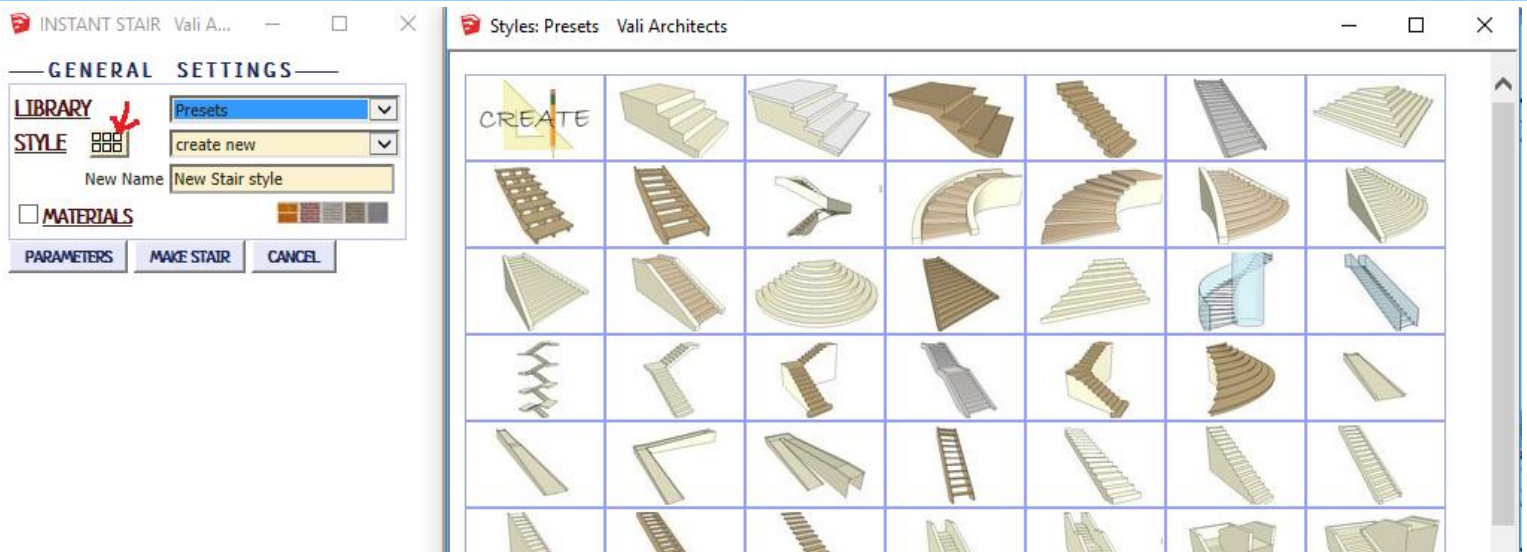 INSTANT STAIR Vali A...
GENERAL SETTINGS
LIBRARY Presets
STYLE create new
New Name New Stair style
MATERIALS
PARAMETERS MAKE STAIR CANCEL
Styles: Presets Vali Architects
CREATE